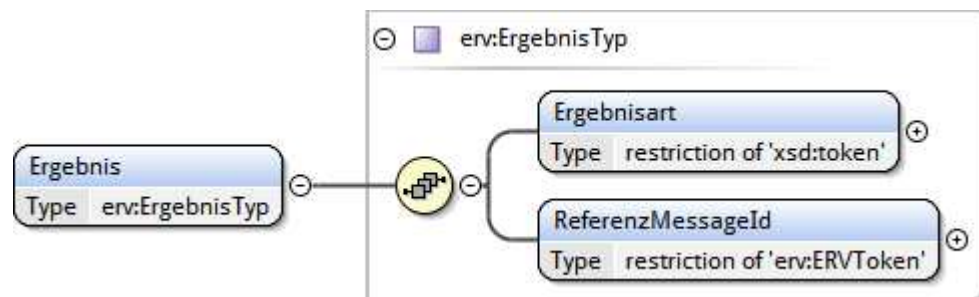 erv:ErgebnisTyp
Ergebnisart
Type restriction of 'xsd:token'
Ergebnis
Type erv:ErgebnisTyp
ReferenzMessageId
Type restriction of 'erv:ERVToken'